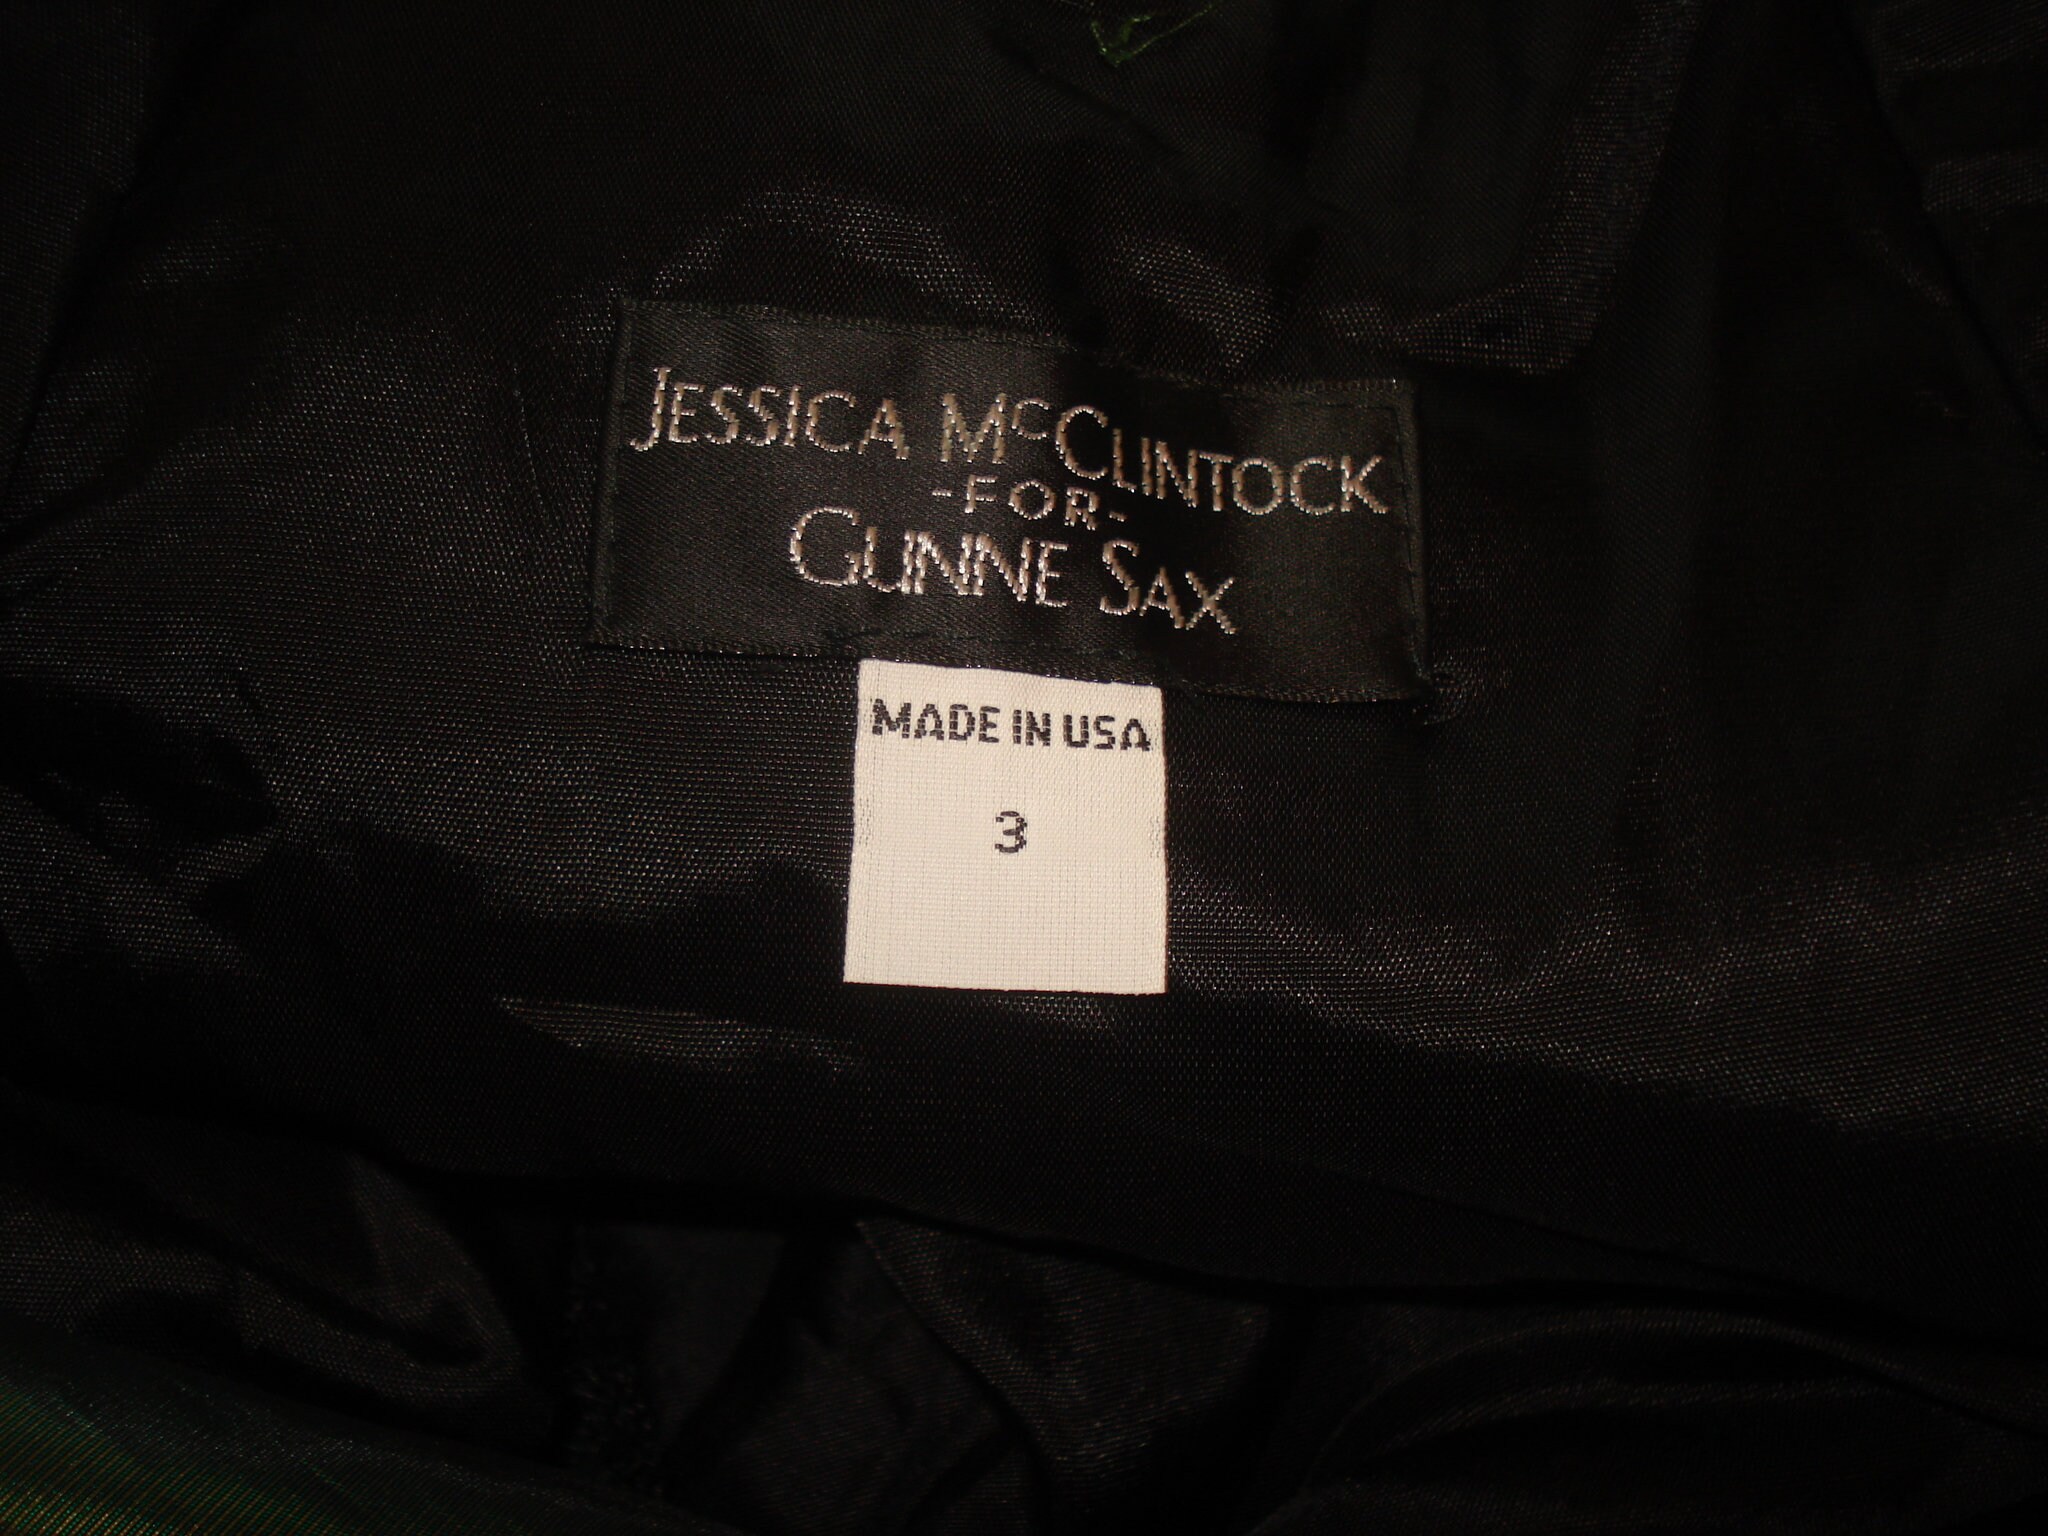 JESSICA McCLINTOCK
-FOR-
GUNNE SAX
MADE IN USA
3